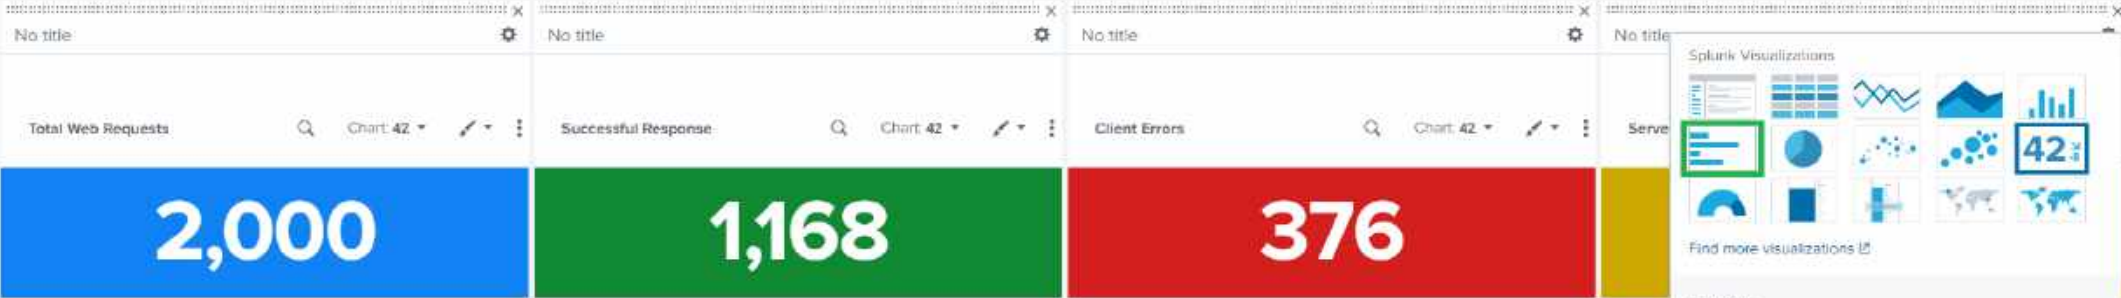 No title
No title
No title
No title
Splunk Visualizations
Total Web Requests Chart: 42
Successful Response Chart: 42
Client Errors Chart: 42
Serve
42
2,000
1,168
376
Find more visualizations